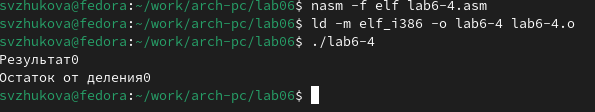 svzhukova@fedora:~/work/arch-pc/lab06$ nasm -f elf lab6-4.asm
svzhukova@fedora:~/work/arch-pc/lab06$ ld -m elf_i386 -o lab6-4 lab6-4.o
svzhukova@fedora:~/work/arch-pc/lab06$ ./lab6-4
Результат0
Остаток от деления0
svzhukova@fedora:~/work/arch-pc/lab06$